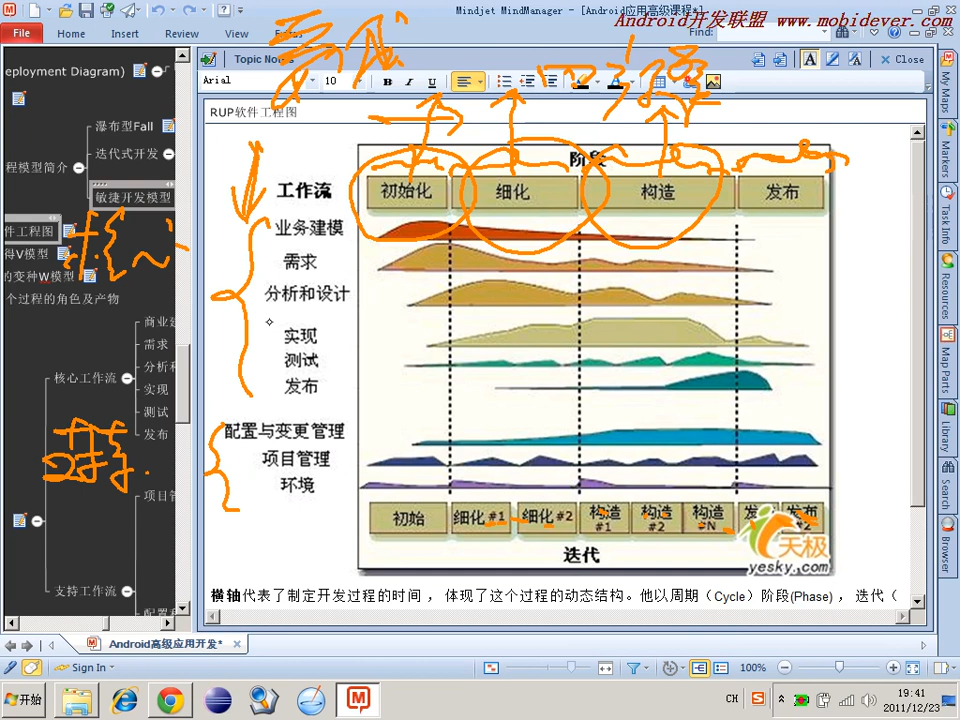 Mindjet MindManager - [Android应用高级课程*]
Android开发联盟 www.mobidever.com
File Home Insert Review View Extras Find:
eployment Diagram) Topic Notes Close
Arial 10 B I U
RUP软件工程图
瀑布型Fall
迭代式开发
程模型简介
敏捷开发模型
件工程图
得V模型
的变种W模型
个过程的角色及产物
商业建
需求
分析和
核心工作流
实现
测试
发布
项目管
支持工作流
配置和
阶段
工作流 初始化 细化 构造 发布
业务建模
需求
分析和设计
实现
测试
发布
配置与变更管理
项目管理
环境
初始 细化#1 细化#2 构造#1 构造#2 构造#N 发布 发布#2
迭代
天极
yesky.com
横轴代表了制定开发过程的时间，体现了这个过程的动态结构。他以周期（Cycle）阶段(Phase)，迭代（
My Maps
Markers
Task Info
Resources
Map Parts
Library
Search
Browser
Android高级应用开发*
Sign In 100%
开始 CH 19:41
2011/12/23